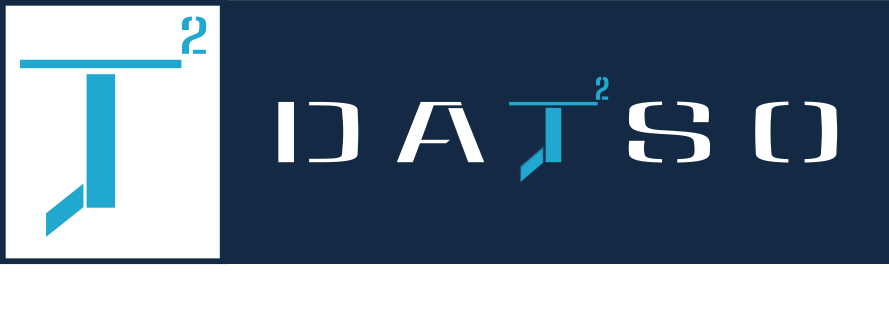 T²
DAT²SO